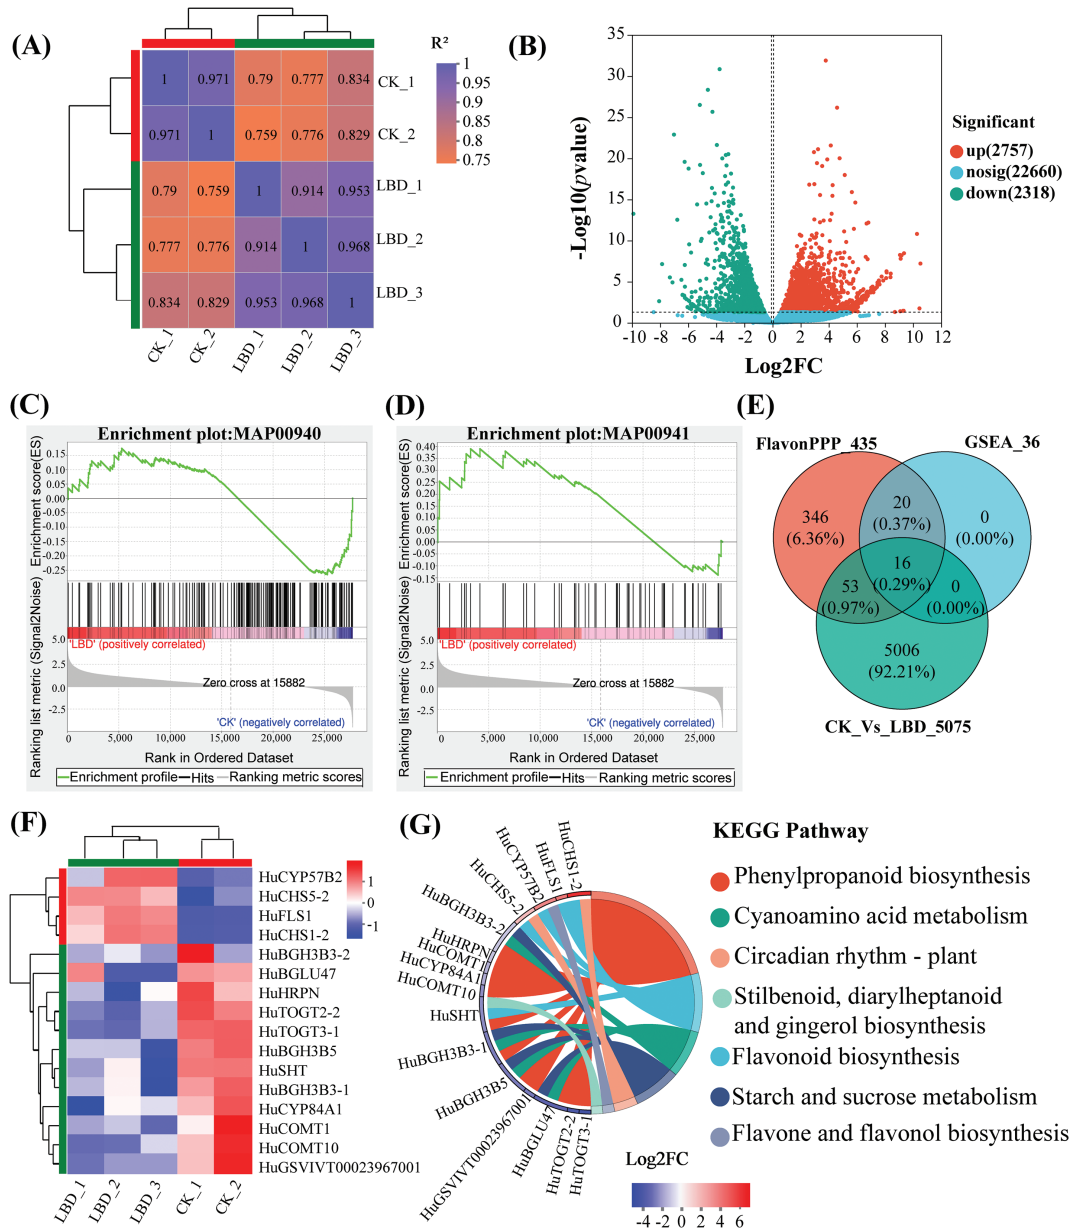 (A)
R²
1
0.95
0.9
0.85
0.8
0.75
1 0.971 0.79 0.777 0.834 CK_1
0.971 1 0.759 0.776 0.829 CK_2
0.79 0.759 1 0.914 0.953 LBD_1
0.777 0.776 0.914 1 0.968 LBD_2
0.834 0.829 0.953 0.968 1 LBD_3
CK_1 CK_2 LBD_1 LBD_2 LBD_3
(B)
-Log10(pvalue)
35
30
25
20
15
10
5
0
-10 -8 -6 -4 -2 0 2 4 6 8 10 12
Log2FC
Significant
up(2757)
nosig(22660)
down(2318)
(C)
Enrichment plot:MAP00940
Enrichment score(ES)
0.15
0.10
0.05
0.00
-0.05
-0.10
-0.15
-0.20
-0.25
Ranking list metric (Signal2Noise)
'LBD' (positively correlated)
5.0
2.5
0.0
-2.5
Zero cross at 15882
'CK' (negatively correlated)
0 5,000 10,000 15,000 20,000 25,000
Rank in Ordered Dataset
Enrichment profile Hits Ranking metric scores
(D)
Enrichment plot:MAP00941
Enrichment score(ES)
0.40
0.35
0.30
0.25
0.20
0.15
0.10
0.05
0.00
-0.05
-0.10
-0.15
Ranking list metric (Signal2Noise)
'LBD' (positively correlated)
5.0
2.5
0.0
-2.5
Zero cross at 15882
'CK' (negatively correlated)
0 5,000 10,000 15,000 20,000 25,000
Rank in Ordered Dataset
Enrichment profile Hits Ranking metric scores
(E)
FlavonPPP_435 GSEA_36
346
(6.36%)
20
(0.37%)
0
(0.00%)
16
(0.29%)
53
(0.97%)
0
(0.00%)
5006
(92.21%)
CK_Vs_LBD_5075
(F)
1
0
-1
HuCYP57B2
HuCHS5-2
HuFLS1
HuCHS1-2
HuBGH3B3-2
HuBGLU47
HuHRPN
HuTOGT2-2
HuTOGT3-1
HuBGH3B5
HuSHT
HuBGH3B3-1
HuCYP84A1
HuCOMT1
HuCOMT10
HuGSVIVT00023967001
LBD_1 LBD_2 LBD_3 CK_1 CK_2
(G)
HuCHS1-2
HuFLS1
HuCYP57B2
HuCHS5-2
HuBGH3B3-2
HuHRPN
HuCOMT1
HuCYP84A1
HuCOMT10
HuSHT
HuBGH3B3-1
HuBGH3B5
HuGSVIVT00023967001
HuBGLU47
HuTOGT2-2
HuTOGT3-1
KEGG Pathway
Phenylpropanoid biosynthesis
Cyanoamino acid metabolism
Circadian rhythm - plant
Stilbenoid, diarylheptanoid
and gingerol biosynthesis
Flavonoid biosynthesis
Starch and sucrose metabolism
Flavone and flavonol biosynthesis
Log2FC
-4 -2 0 2 4 6